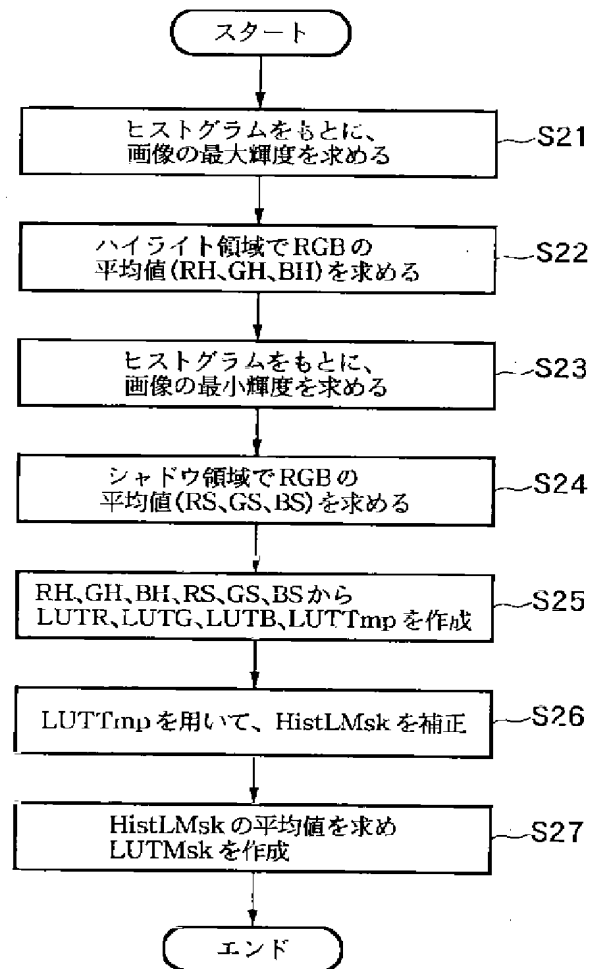 スタート
ヒストグラムをもとに、
画像の最大輝度を求める
S21
ハイライト領域でRGBの
平均値(RH、GH、BH)を求める
S22
ヒストグラムをもとに、
画像の最小輝度を求める
S23
シャドウ領域でRGBの
平均値(RS、GS、BS)を求める
S24
RH、GH、BH、RS、GS、BSから
LUTR、LUTG、LUTB、LUTTmpを作成
S25
LUTTmpを用いて、HistLMskを補正
S26
HistLMskの平均値を求め
LUTMskを作成
S27
エンド